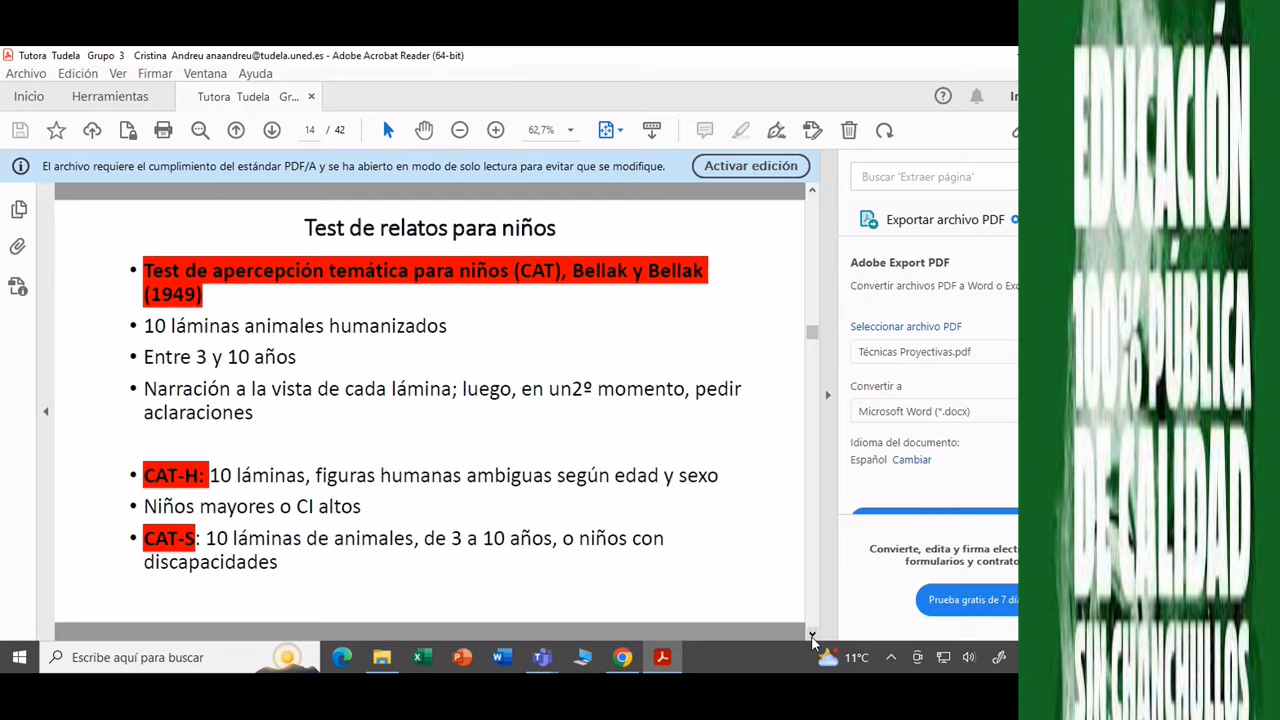 Tutora Tudela Grupo 3 Cristina Andreu anaandreu@tudela.uned.es - Adobe Acrobat Reader (64-bit)
Archivo Edición Ver Firmar Ventana Ayuda
Inicio Herramientas Tutora Tudela Gr... ×
14 / 42 62,7%
El archivo requiere el cumplimiento del estándar PDF/A y se ha abierto en modo de solo lectura para evitar que se modifique. Activar edición
Test de relatos para niños
• Test de apercepción temática para niños (CAT), Bellak y Bellak
(1949)
• 10 láminas animales humanizados
• Entre 3 y 10 años
• Narración a la vista de cada lámina; luego, en un2º momento, pedir
aclaraciones
• CAT-H: 10 láminas, figuras humanas ambiguas según edad y sexo
• Niños mayores o CI altos
• CAT-S: 10 láminas de animales, de 3 a 10 años, o niños con
discapacidades
Buscar 'Extraer página'
Exportar archivo PDF
Adobe Export PDF
Convertir archivos PDF a Word o Exc
Seleccionar archivo PDF
Técnicas Proyectivas.pdf
Convertir a
Microsoft Word (*.docx)
Idioma del documento:
Español Cambiar
Convierte, edita y firma elect
formularios y contrato
Prueba gratis de 7 día
Escribe aquí para buscar
11°C
EDUCACIÓN
100% PÚBLICA
DE CALIDAD
SIN CHANCHULLOS